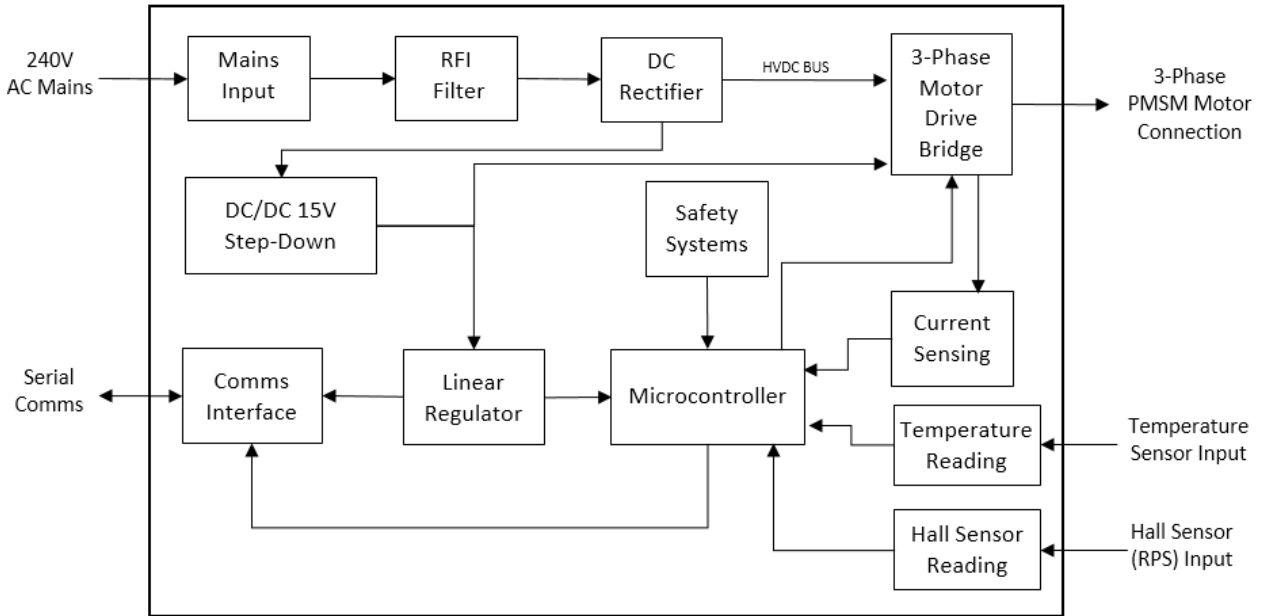 240V
AC Mains
Mains
Input
RFI
Filter
DC
Rectifier
HVDC BUS
3-Phase
Motor
Drive
Bridge
3-Phase
PMSM Motor
Connection
DC/DC 15V
Step-Down
Safety
Systems
Current
Sensing
Serial
Comms
Comms
Interface
Linear
Regulator
Microcontroller
Temperature
Reading
Temperature
Sensor Input
Hall Sensor
Reading
Hall Sensor
(RPS) Input